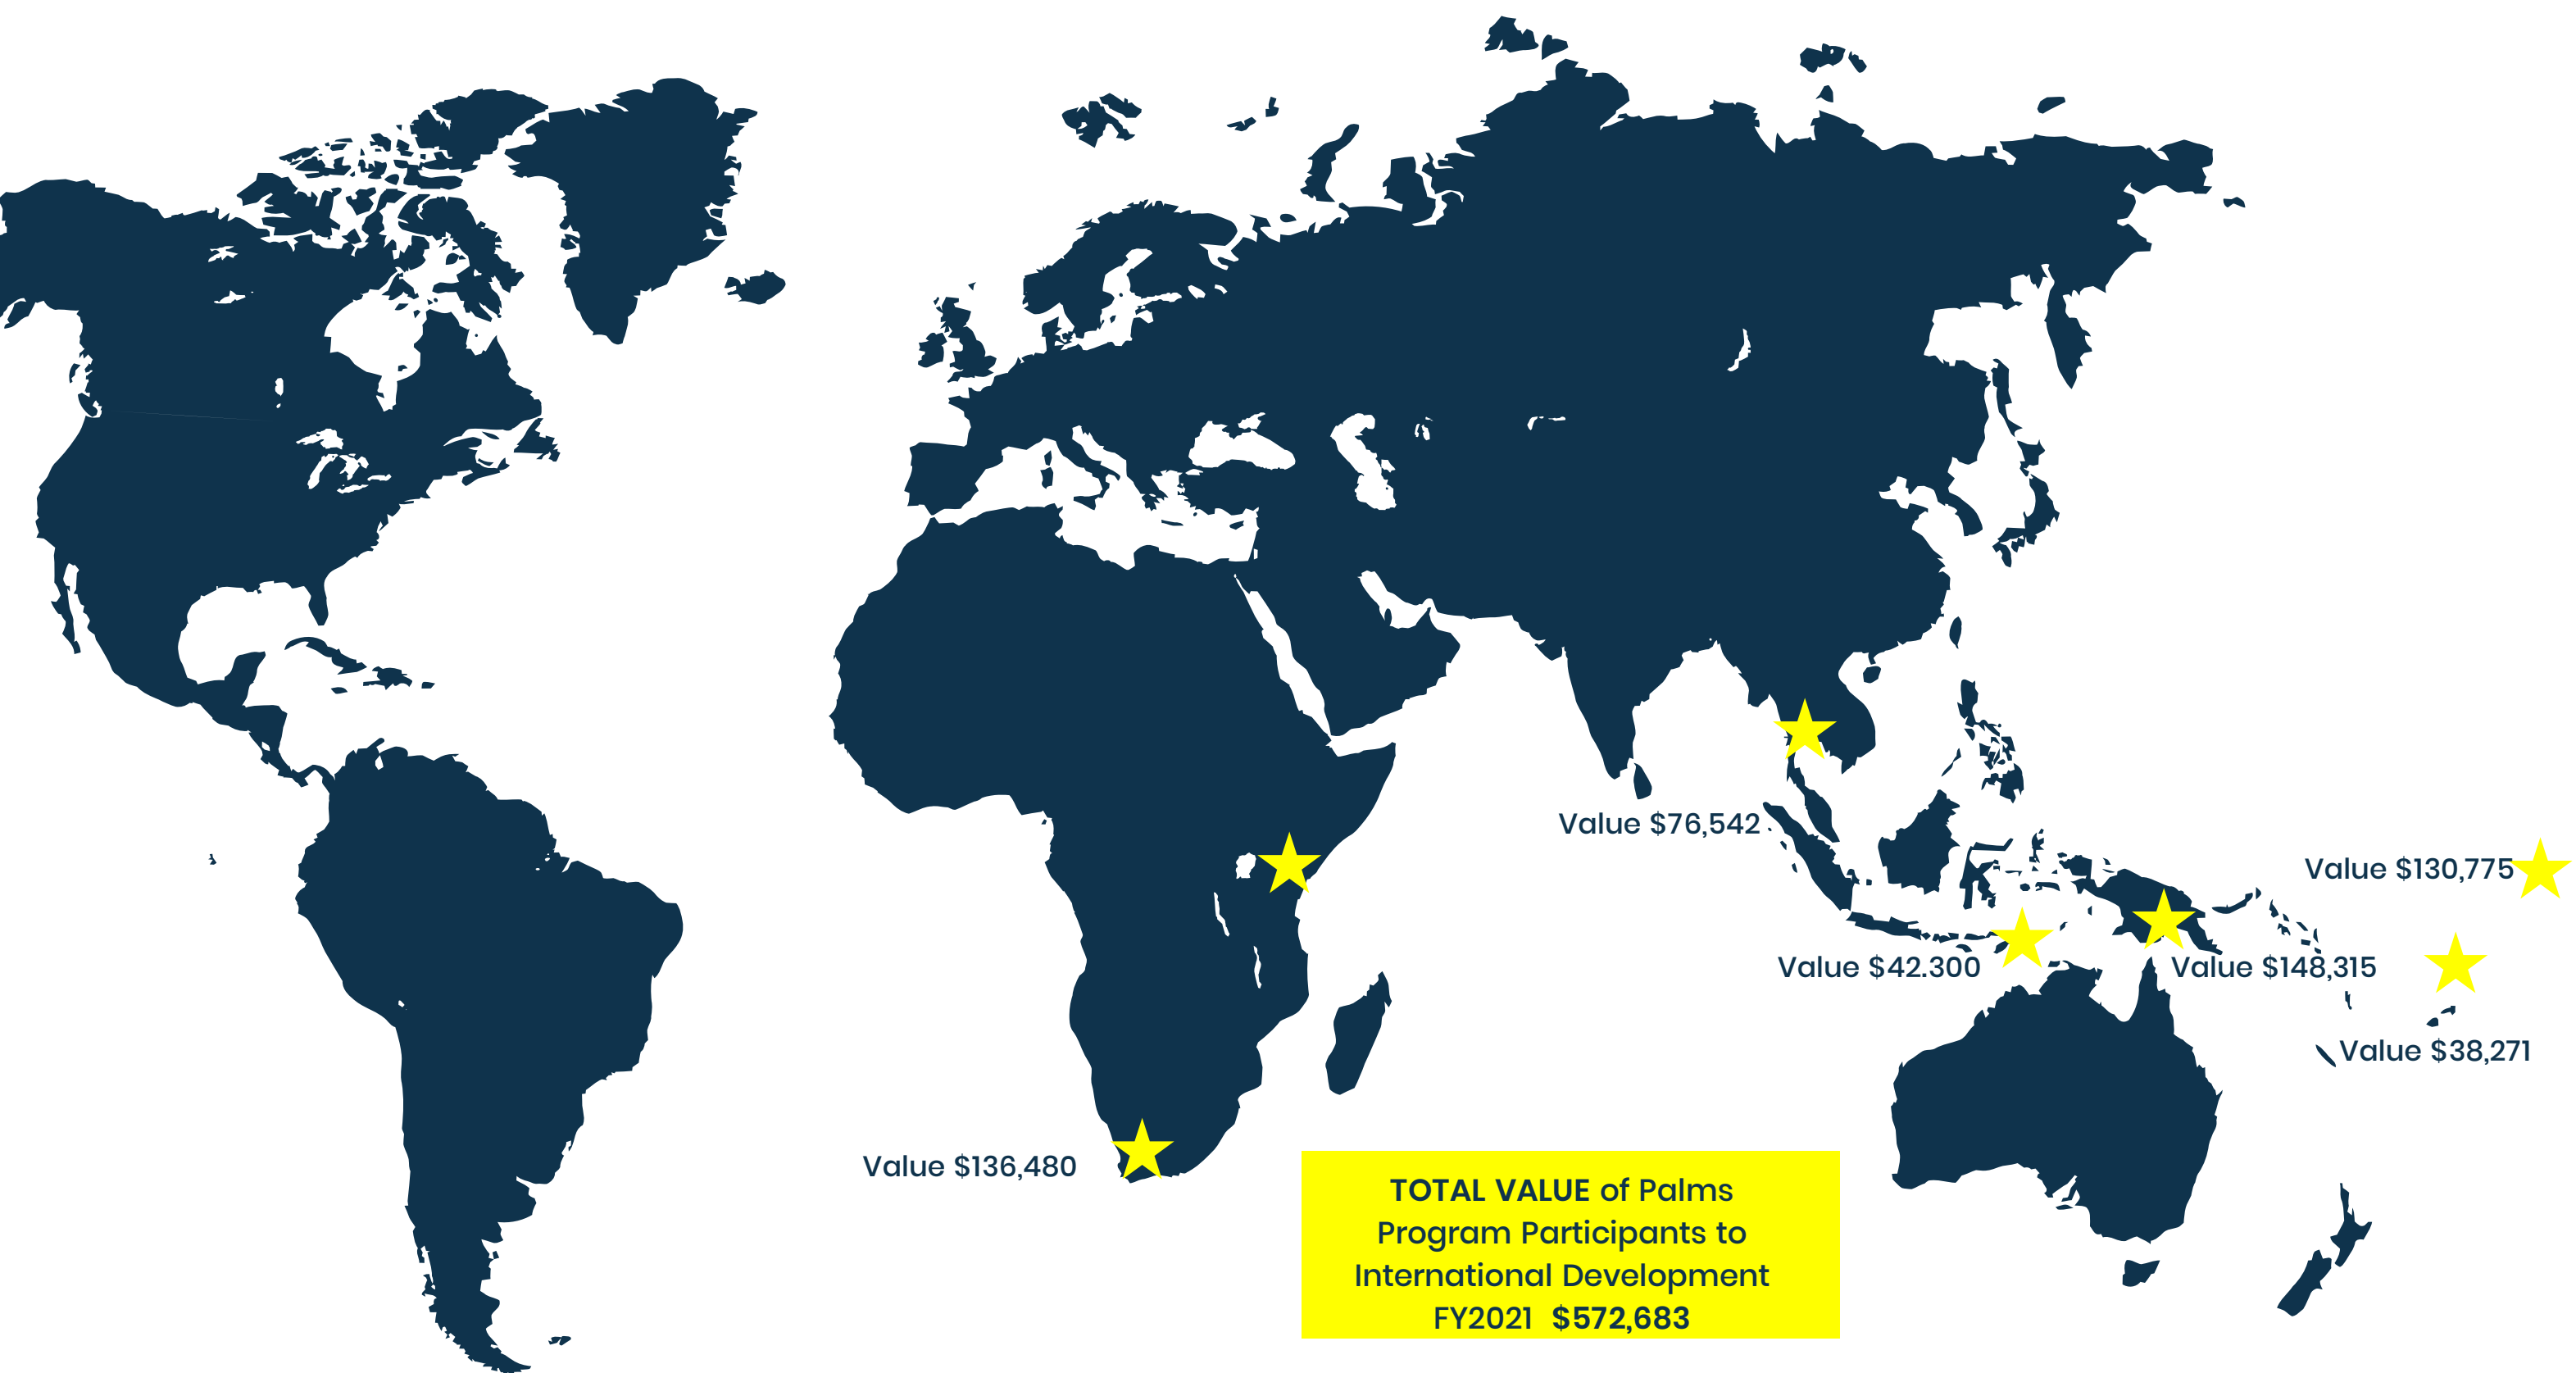 Value $76,542
Value $130,775
Value $42.300
Value $148,315
Value $38,271
Value $136,480
TOTAL VALUE of Palms
Program Participants to
International Development
FY2021 $572,683